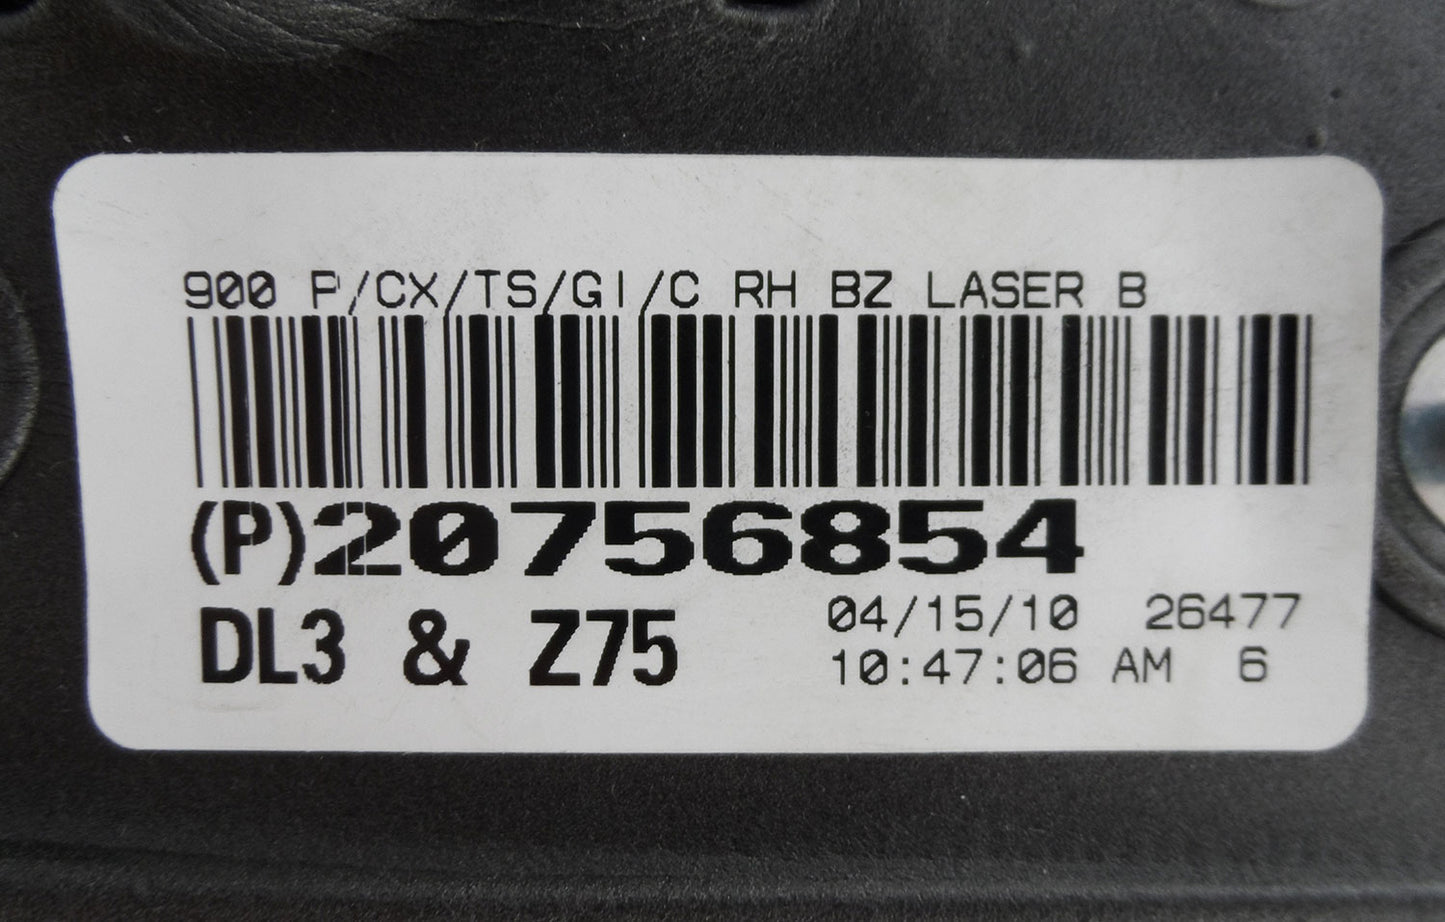 900 P/CX/TS/GI/C RH BZ LASER B
(P)20756854
DL3 & Z75
04/15/10 26477
10:47:06 AM 6